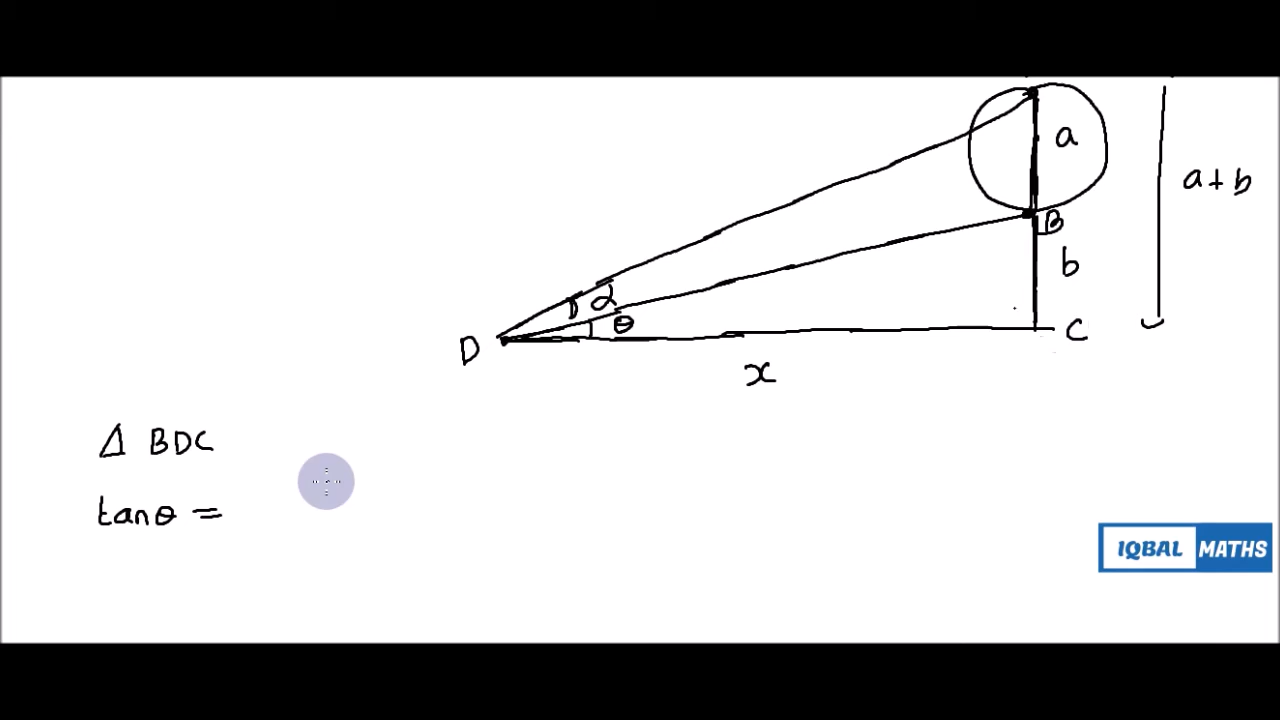 a
a+b
B
b
α
θ
D
C
x
Δ BDC
tanθ =
IQBAL MATHS